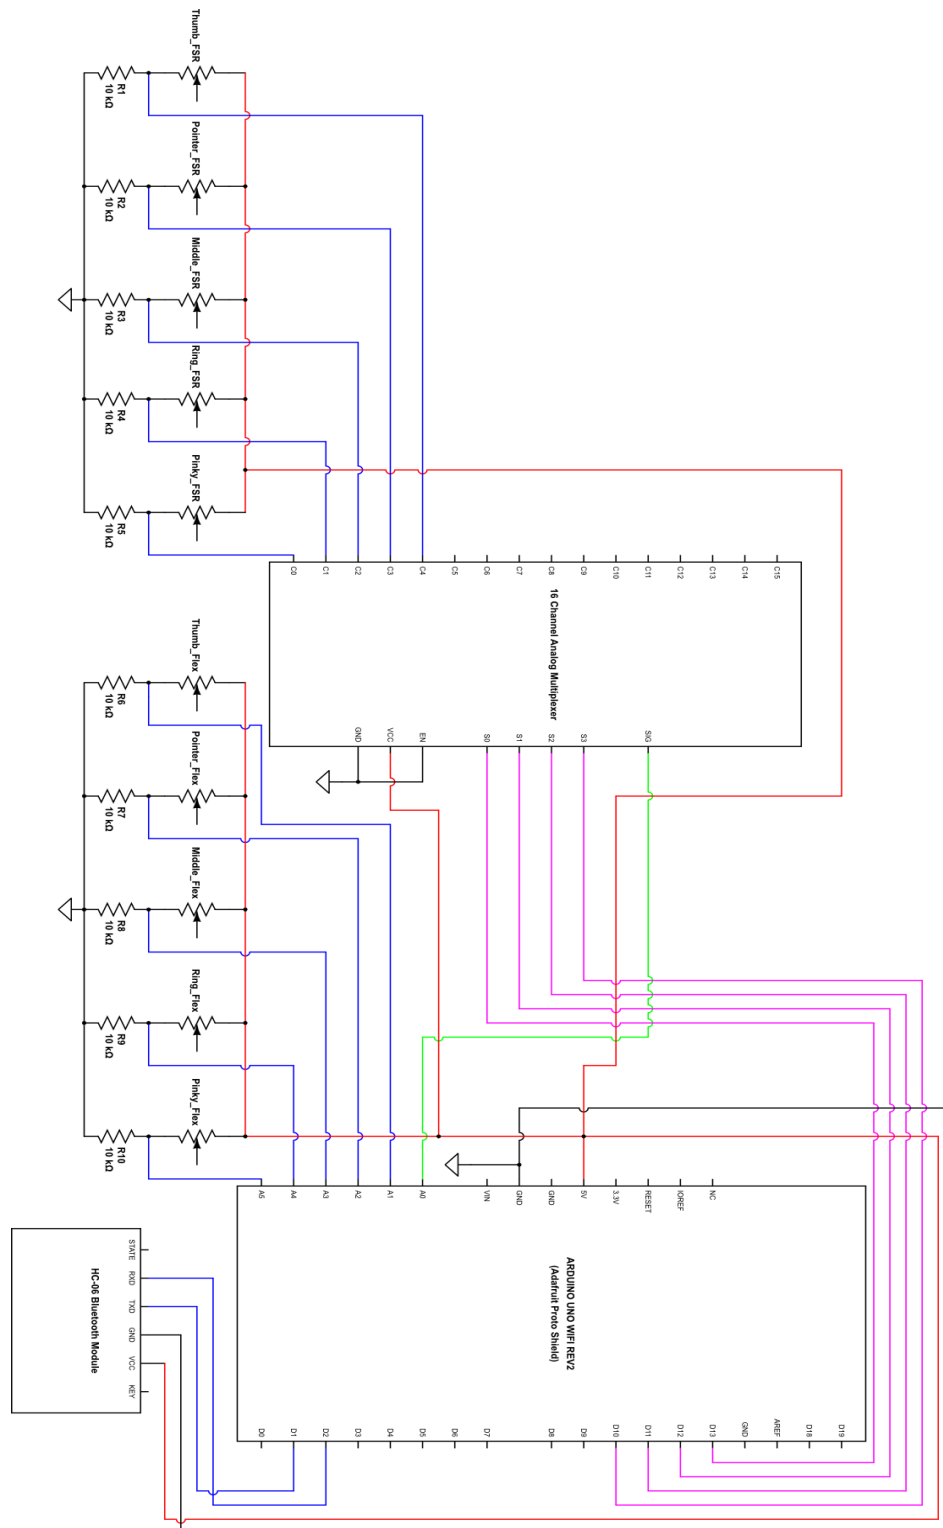 Thumb_FSR
R1
10 kΩ
Pointer_FSR
R2
10 kΩ
Middle_FSR
R3
10 kΩ
Ring_FSR
R4
10 kΩ
Pinky_FSR
R5
10 kΩ
C0
C1
C2
C3
C4
C5
C6
C7
C8
C9
C10
C11
C12
C13
C14
C15
16 Channel Analog Multiplexer
GND
VCC
EN
S0
S1
S2
S3
SIG
Thumb_Flex
R6
10 kΩ
Pointer_Flex
R7
10 kΩ
Middle_Flex
R8
10 kΩ
Ring_Flex
R9
10 kΩ
Pinky_Flex
R10
10 kΩ
A5
A4
A3
A2
A1
A0
VIN
GND
GND
5V
3.3V
RESET
IOREF
NC
ARDUINO UNO WIFI REV2
(Adafruit Proto Shield)
D0
D1
D2
D3
D4
D5
D6
D7
D8
D9
D10
D11
D12
D13
GND
AREF
D18
D19
STATE
RXD
TXD
GND
VCC
KEY
HC-06 Bluetooth Module